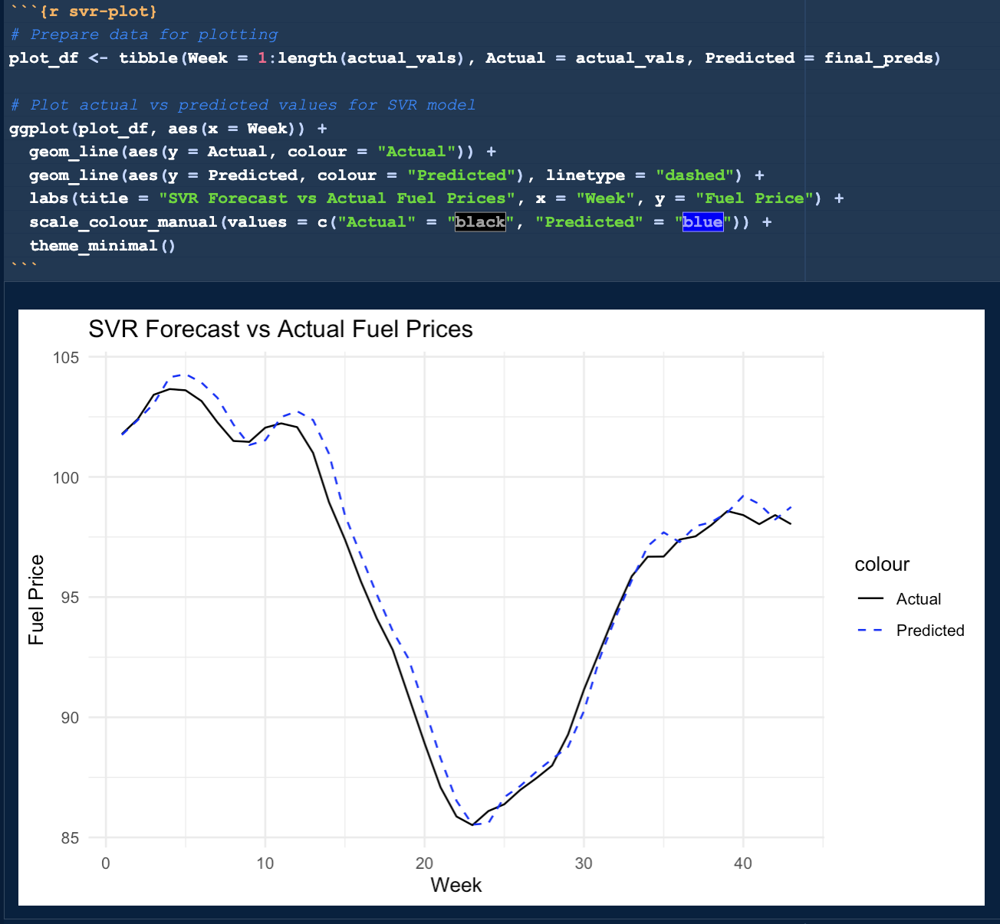 ```{r svr-plot}
# Prepare data for plotting
plot_df <- tibble(Week = 1:length(actual_vals), Actual = actual_vals, Predicted = final_preds)
# Plot actual vs predicted values for SVR model
ggplot(plot_df, aes(x = Week)) +
  geom_line(aes(y = Actual, colour = "Actual")) +
  geom_line(aes(y = Predicted, colour = "Predicted"), linetype = "dashed") +
  labs(title = "SVR Forecast vs Actual Fuel Prices", x = "Week", y = "Fuel Price") +
  scale_colour_manual(values = c("Actual" = "black", "Predicted" = "blue")) +
  theme_minimal()
```
SVR Forecast vs Actual Fuel Prices
105
100
95
90
85
Fuel Price
0 10 20 30 40
Week
colour
Actual
Predicted